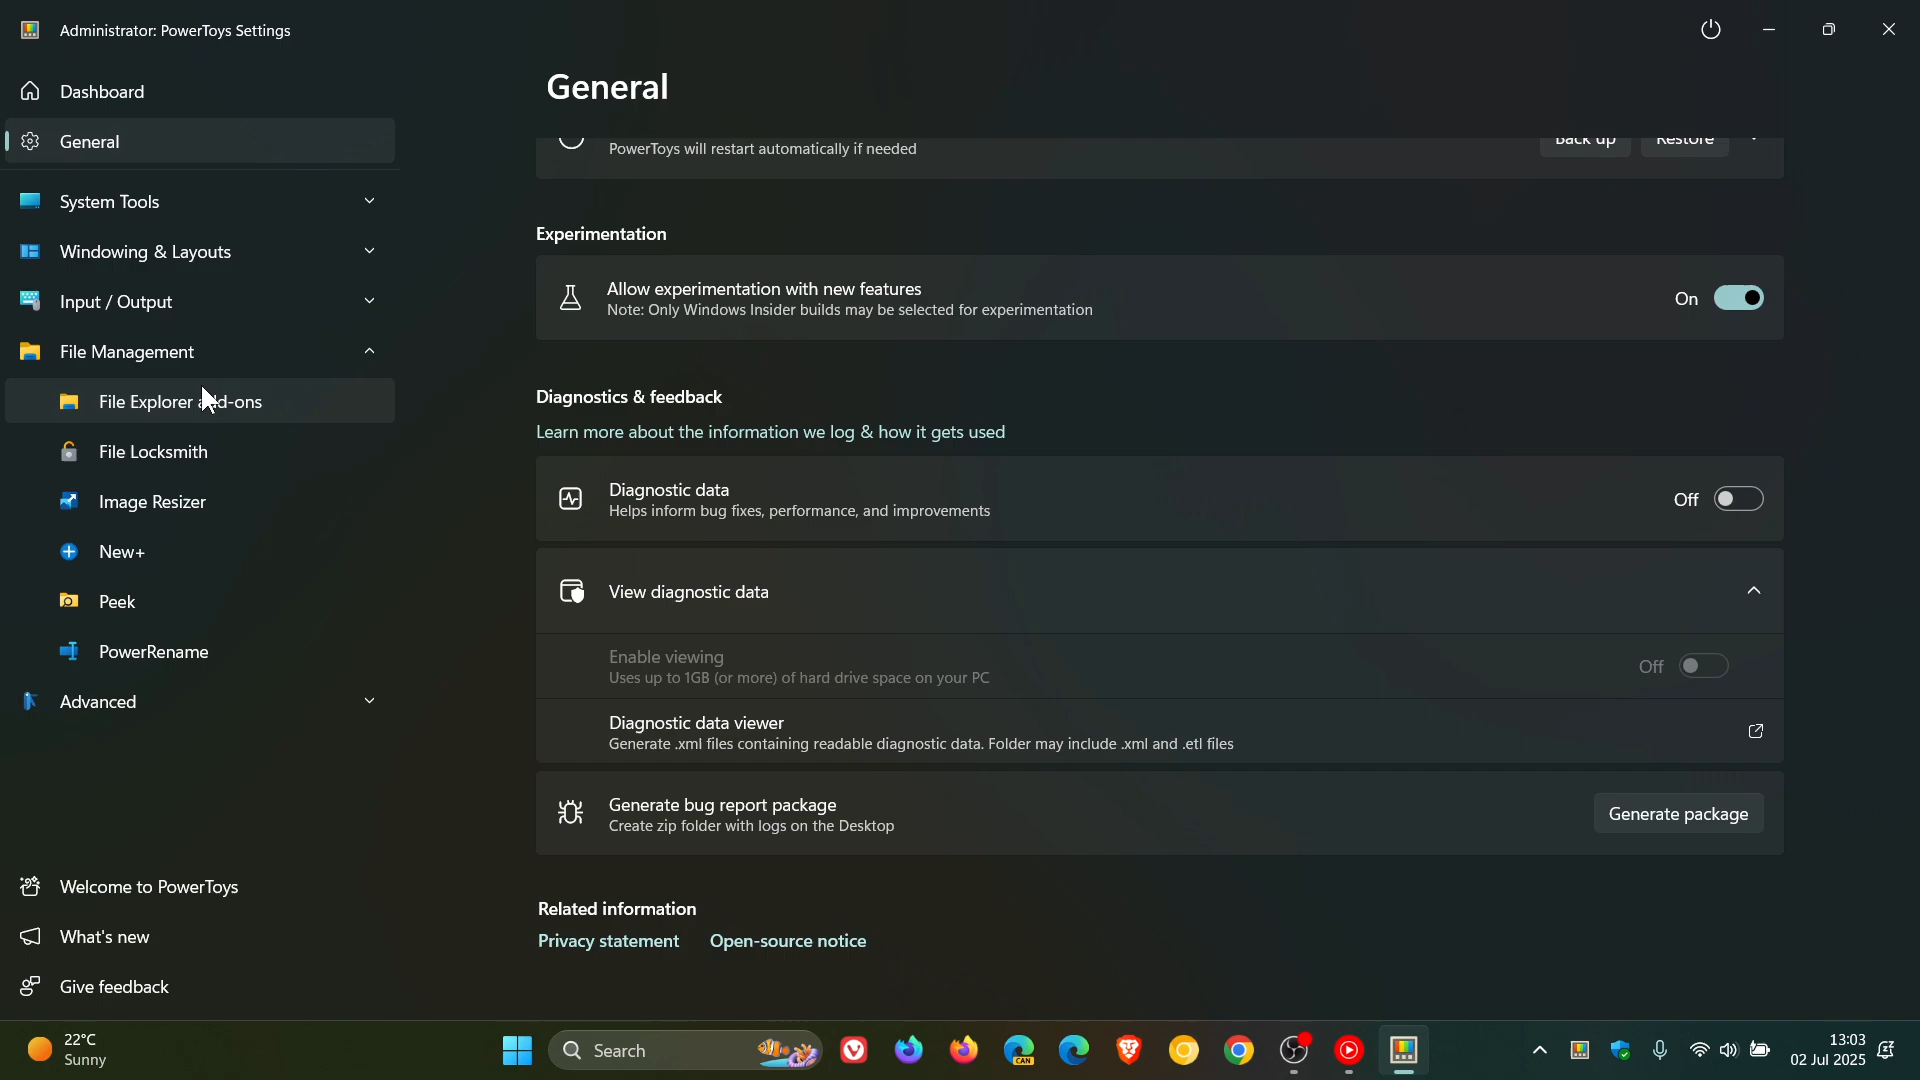 Administrator: PowerToys Settings
Dashboard
General
System Tools
Windowing & Layouts
Input / Output
File Management
File Explorer add-ons
File Locksmith
Image Resizer
New+
Peek
PowerRename
Advanced
Welcome to PowerToys
What's new
Give feedback
General
PowerToys will restart automatically if needed
Back up Restore
Experimentation
Allow experimentation with new features
Note: Only Windows Insider builds may be selected for experimentation
On
Diagnostics & feedback
Learn more about the information we log & how it gets used
Diagnostic data
Helps inform bug fixes, performance, and improvements
Off
View diagnostic data
Enable viewing
Uses up to 1GB (or more) of hard drive space on your PC
Off
Diagnostic data viewer
Generate .xml files containing readable diagnostic data. Folder may include .xml and .etl files
Generate bug report package
Create zip folder with logs on the Desktop
Generate package
Related information
Privacy statement Open-source notice
22°C
Sunny
Search
CAN
13:03
02 Jul 2025